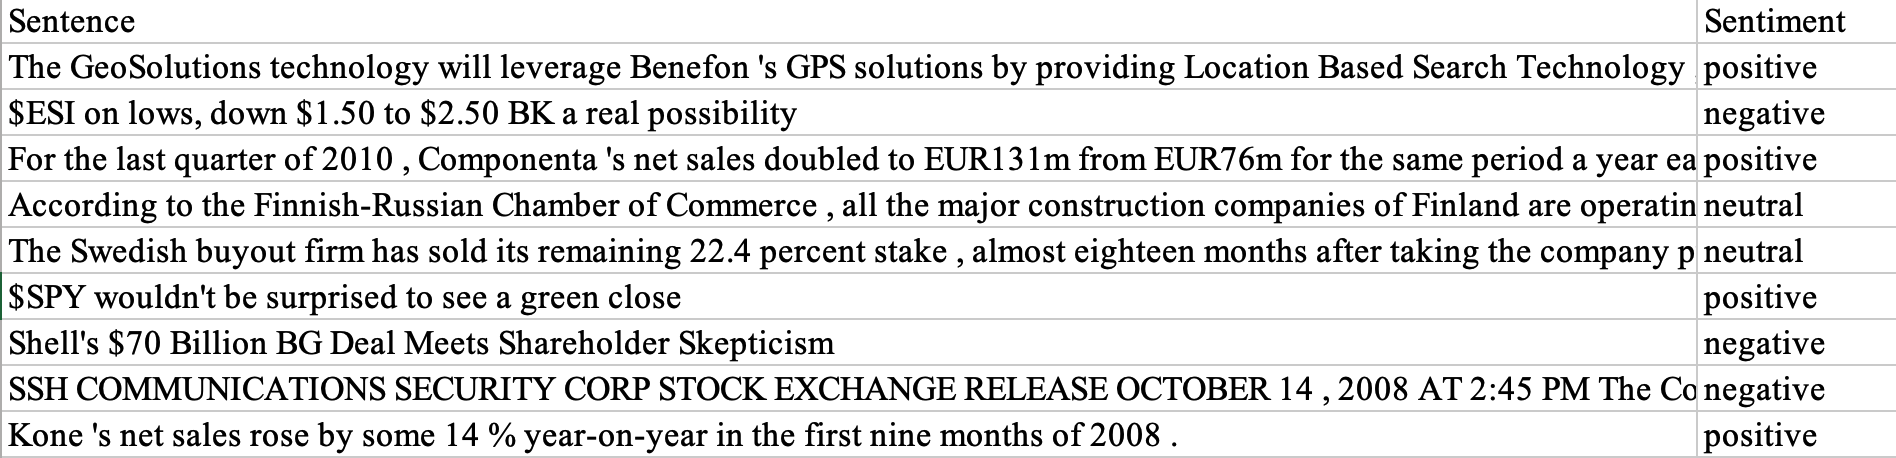 Sentence Sentiment
The GeoSolutions technology will leverage Benefon 's GPS solutions by providing Location Based Search Technology positive
$ESI on lows, down $1.50 to $2.50 BK a real possibility negative
For the last quarter of 2010 , Componenta 's net sales doubled to EUR131m from EUR76m for the same period a year ea positive
According to the Finnish-Russian Chamber of Commerce , all the major construction companies of Finland are operatin neutral
The Swedish buyout firm has sold its remaining 22.4 percent stake , almost eighteen months after taking the company p neutral
$SPY wouldn't be surprised to see a green close positive
Shell's $70 Billion BG Deal Meets Shareholder Skepticism negative
SSH COMMUNICATIONS SECURITY CORP STOCK EXCHANGE RELEASE OCTOBER 14 , 2008 AT 2:45 PM The Co negative
Kone 's net sales rose by some 14 % year-on-year in the first nine months of 2008 . positive